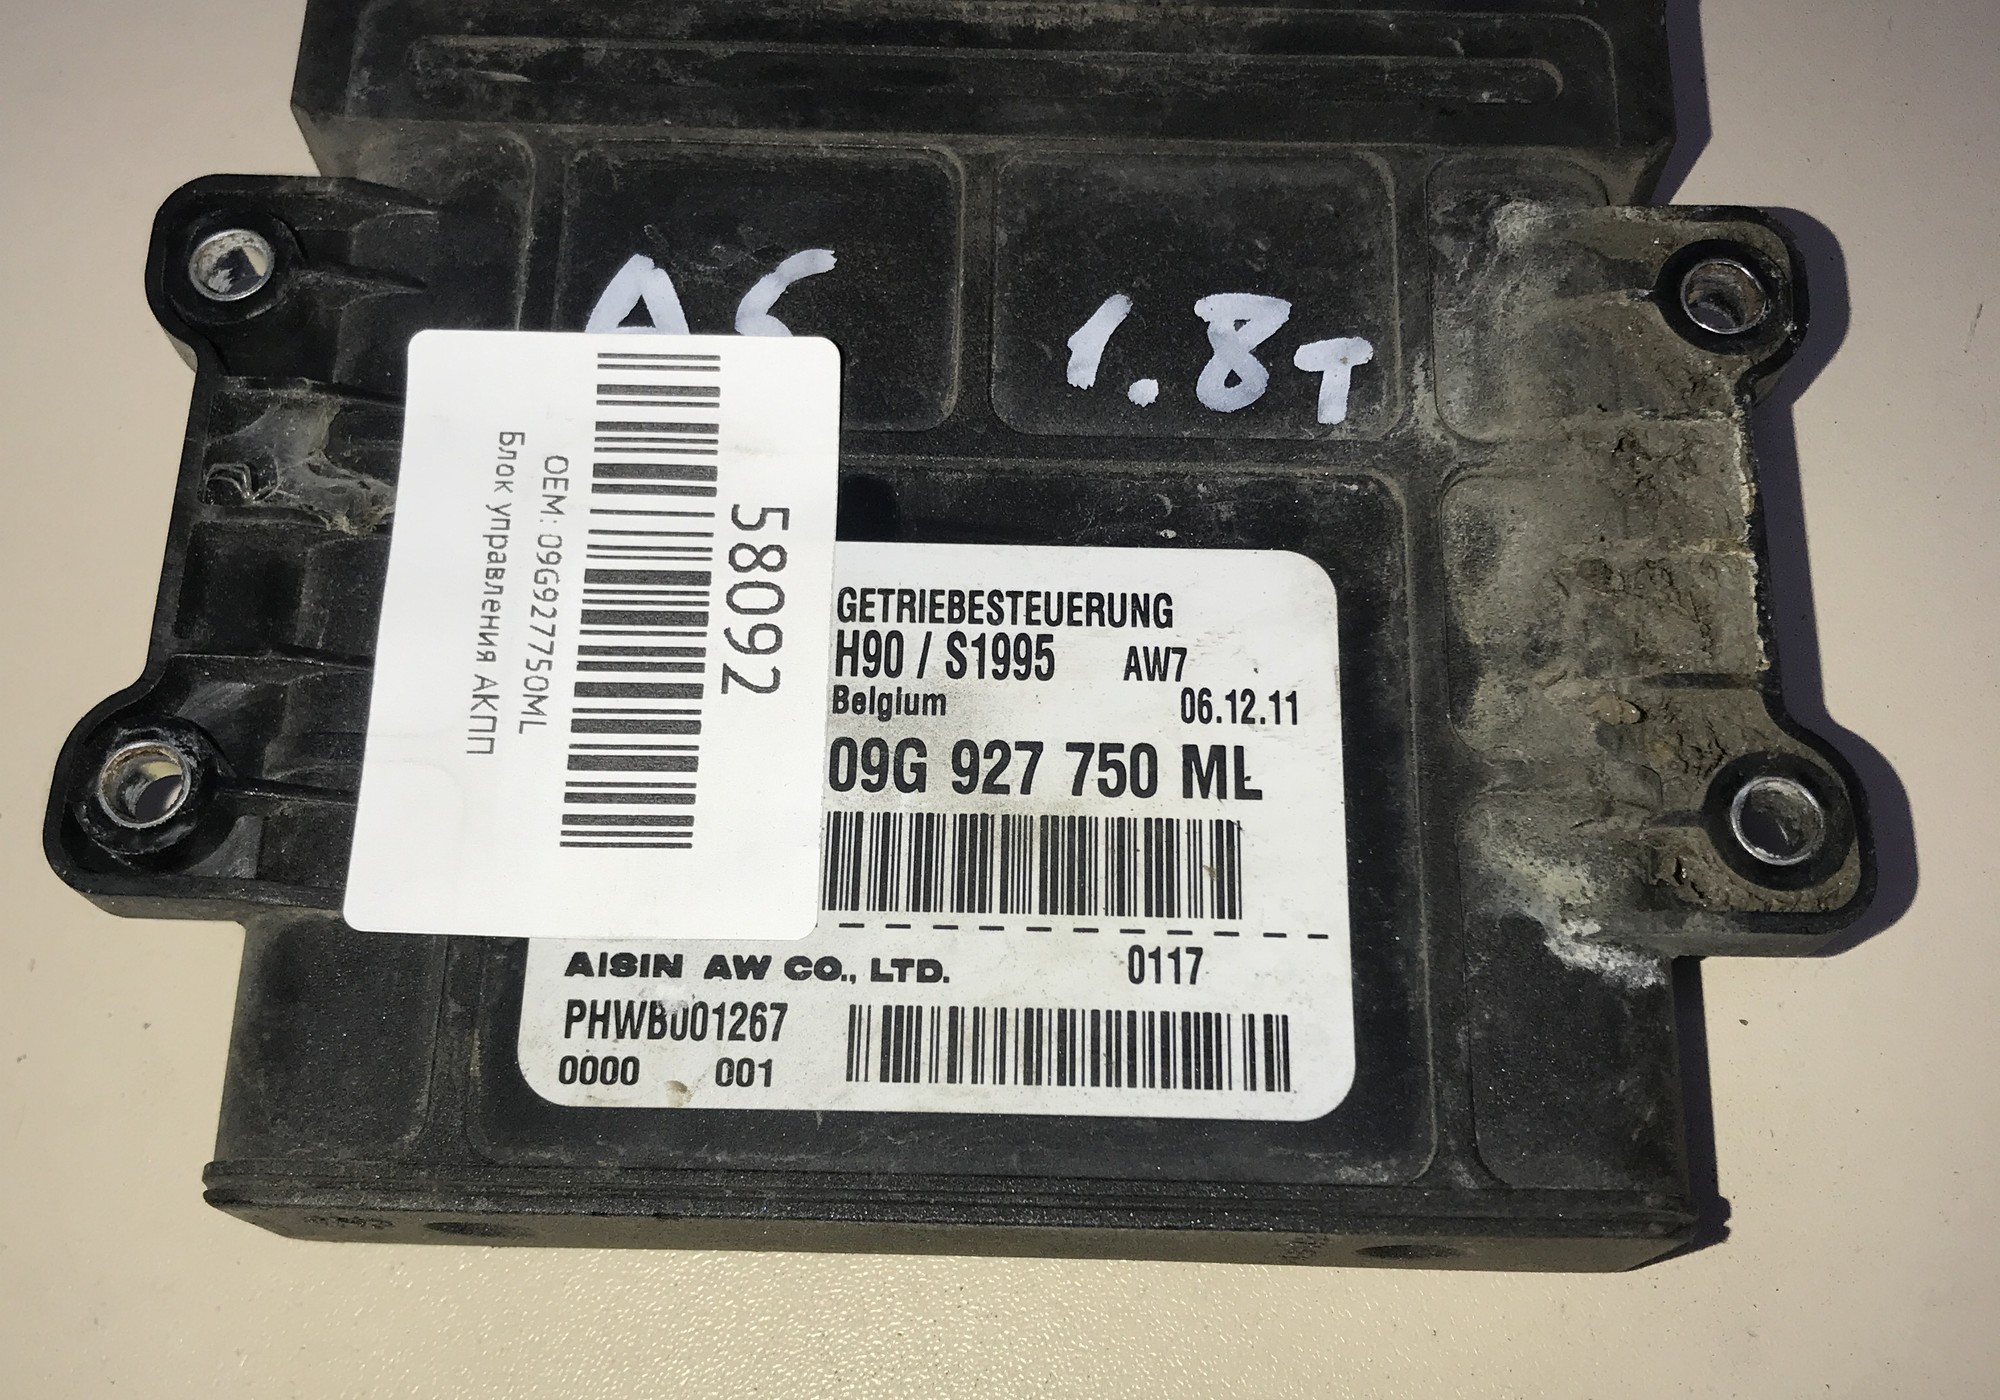 1.8T
58092
OEM: 09G927750ML
Блок управления АКПП
GETRIEBESTEUERUNG
H90 / S1995 AW7
Belgium 06.12.11
09G 927 750 ML
AISIN AW CO., LTD. 0117
PHWB001267
0000 001